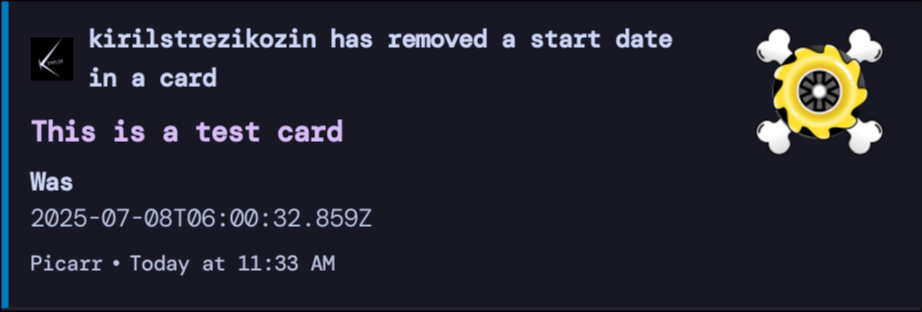 kirilstrezikozin has removed a start date
in a card
This is a test card
Was
2025-07-08T06:00:32.859Z
Picarr • Today at 11:33 AM